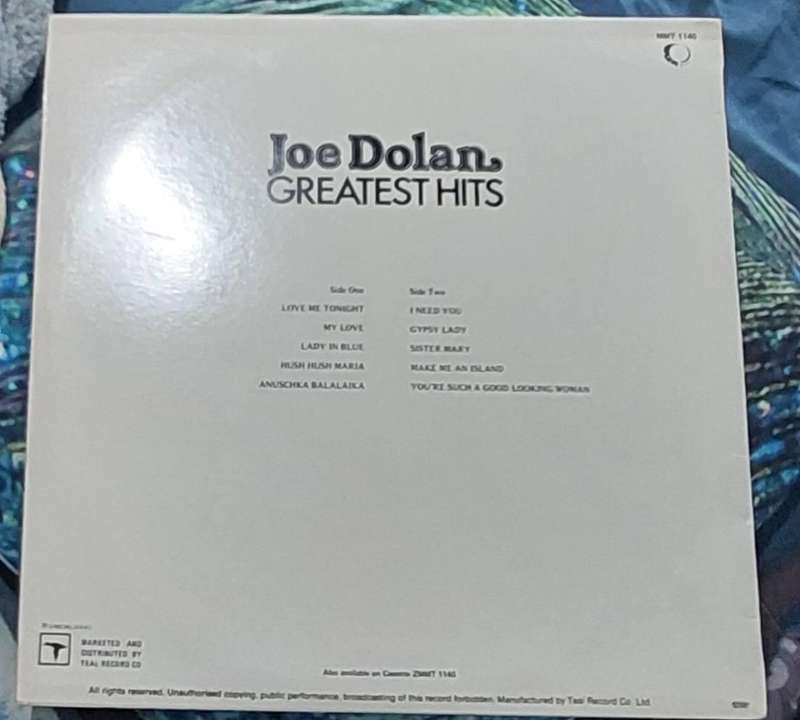 MMT 1140
Joe Dolan
GREATEST HITS
Side One
LOVE ME TONIGHT
MY LOVE
LADY IN BLUE
HUSH HUSH MARIA
ANUSCHKA BALALAIKA
Side Two
I NEED YOU
GYPSY LADY
SISTER MARY
MAKE ME AN ISLAND
YOU'RE SUCH A GOOD LOOKING WOMAN
MARKETED AND
DISTRIBUTED BY
TEAL RECORD CO
Also available on Cassette ZMMT 1140
All rights reserved. Unauthorised copying, public performance, broadcasting of this record forbidden. Manufactured by Teal Record Co. Ltd.